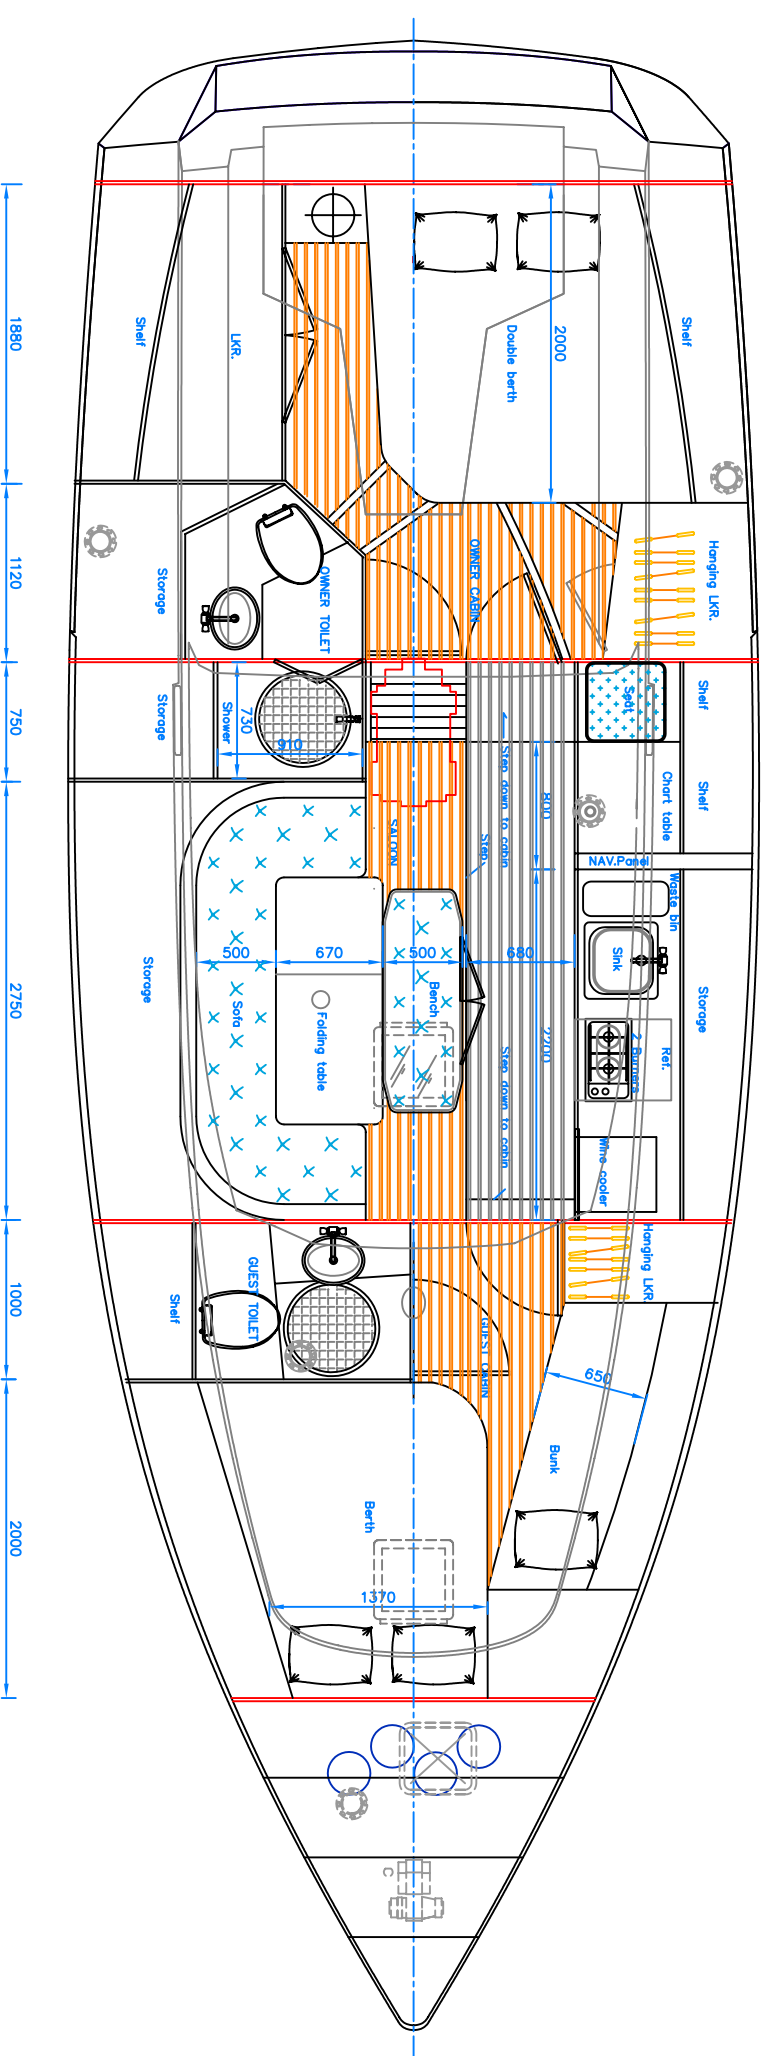 1880
1120
750
2750
1000
2000
Shelf
LKR.
Double berth
2000
Shelf
Storage
OWNER TOILET
OWNER CABIN
Hanging LKR.
Storage
Shower
730
910
Step down to cabin
Seat
Shelf
SALOON
Step
800
Chart table
Shelf
NAV.Panel
Waste bin
500
670
500
680
Sink
Storage
Storage
Sofa
Folding table
Bench
2200
Step down to cabin
2 Burners
Ref.
Wine cooler
Shelf
GUEST TOILET
GUEST CABIN
Hanging LKR
650
Bunk
Berth
1370
C